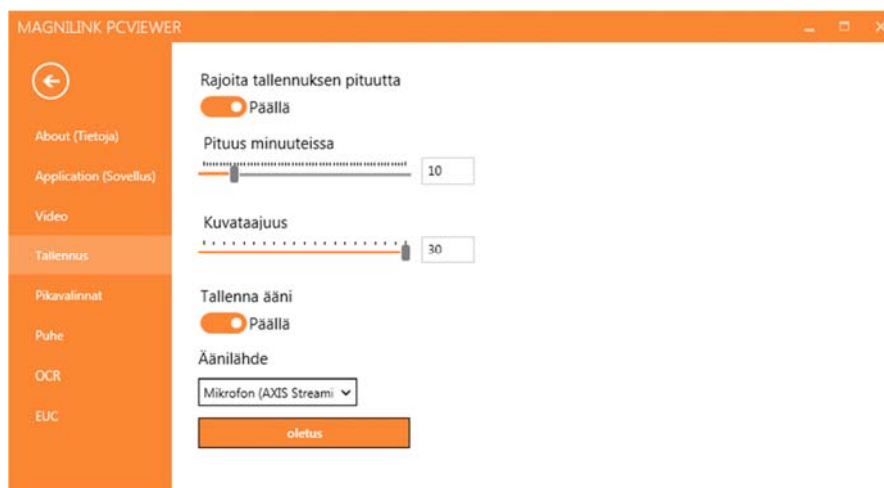 MAGNILINK PCVIEWER
About (Tietoja)
Application (Sovellus)
Video
Tallennus
Pikavalinnat
Puhe
OCR
EUC
Rajoita tallennuksen pituutta
Päällä
Pituus minuuteissa
10
Kuvataajuus
30
Tallenna ääni
Päällä
Äänilähde
Mikrofon (AXIS Streami
oletus